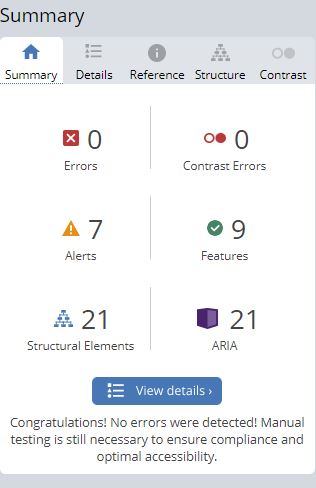 Summary
Summary Details Reference Structure Contrast
0 0
Errors Contrast Errors
7 9
Alerts Features
21 21
Structural Elements ARIA
View details ›
Congratulations! No errors were detected! Manual
testing is still necessary to ensure compliance and
optimal accessibility.